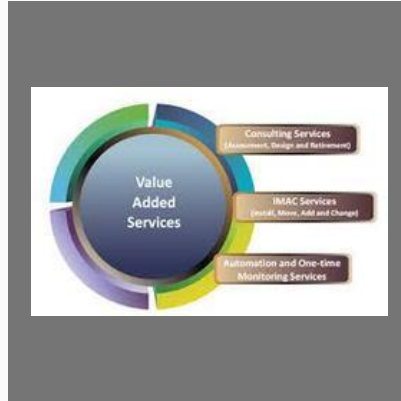 Value
Added
Services
Consulting Services
(Assessment, Design and Retirement)
IMAC Services
(Install, Move, Add and Change)
Automation and One-time
Monitoring Services